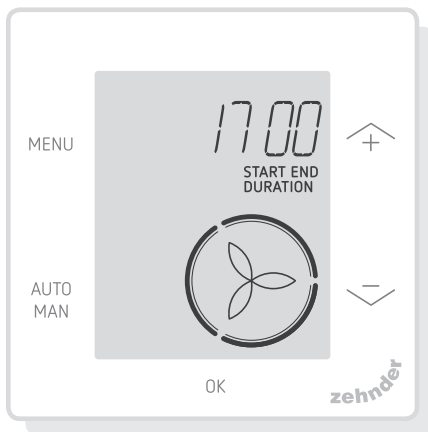 17 00
START END
DURATION
MENU
+
AUTO
MAN
−
OK
zehnder